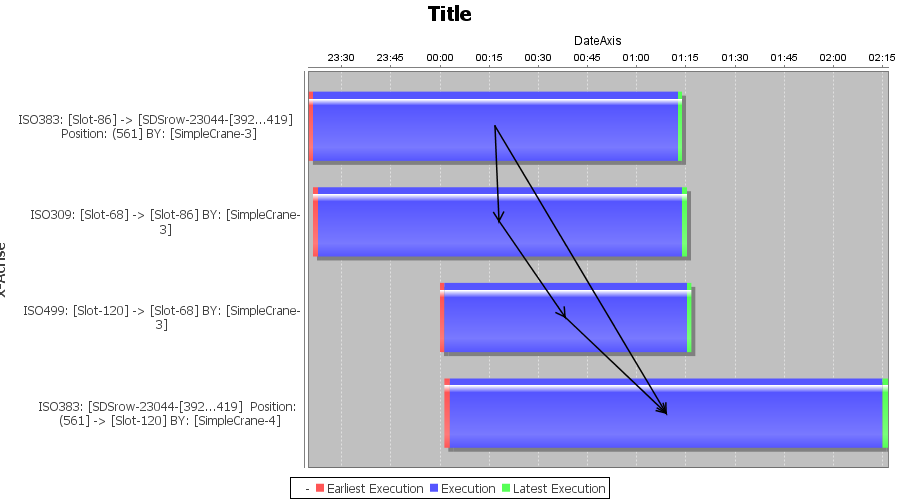 Title
DateAxis
23:30 23:45 00:00 00:15 00:30 00:45 01:00 01:15 01:30 01:45 02:00 02:15
ISO383: [Slot-86] -> [SDSrow-23044-[392...419]
Position: (561] BY: [SimpleCrane-3]
ISO309: [Slot-68] -> [Slot-86] BY: [SimpleCrane-
3]
ISO499: [Slot-120] -> [Slot-68] BY: [SimpleCrane-
3]
ISO383: [SDSrow-23044-[392...419] Position:
(561] -> [Slot-120] BY: [SimpleCrane-4]
- Earliest Execution Execution Latest Execution